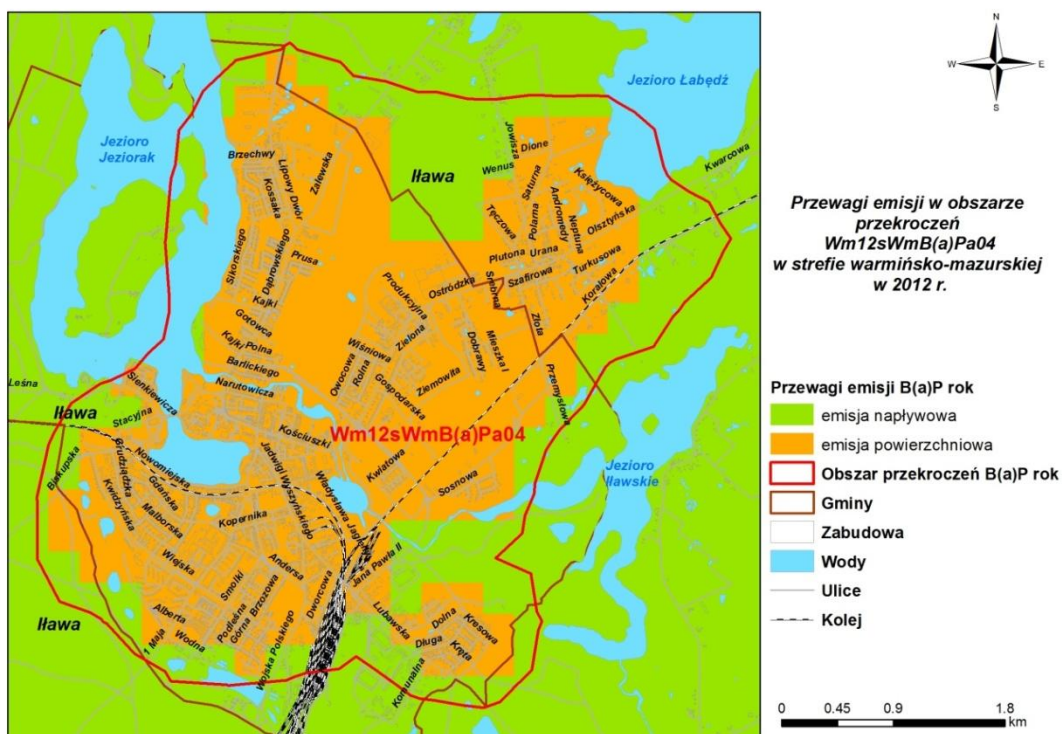 Jezioro Łabędź
Jezioro
Jeziorak
Iława
Brzechwy
Lipowy Dwór
Kossaka
Zalewska
Sikorskiego
Dąbrowskiego
Prusa
Kajki
Gotowca
Kajki
Polna
Barlickiego
Narutowicza
Sienkiewicza
Jowisza
Dione
Wenus
Kwarcowa
Saturna
Księżycowa
Tęczowa
Polarna
Andromedy
Neptuna
Olsztyńska
Plutona
Urana
Turkusowa
Szafirowa
Koralowa
Srebrna
Złota
Ostródzka
Produkcyjna
Zielona
Wiśniowa
Owocowa
Rolna
Gospodarska
Ziemowita
Dobrawy
Mieszka I
Przemysłowa
Leśna
Iława
Stacyjna
Kościuszki
Wm12sWmB(a)Pa04
Kwiatowa
Sosnowa
Jezioro
Iławskie
Biskupska
Grudziądzka
Nowomiejska
Kwidzyńska
Gdańska
Malborska
Kopernika
Jadwigi
Wyszyńskiego
Władysława Jagiełły
Jana Pawła II
Wiejska
Smolki
Andersa
Alberta
1 Maja
Wodna
Podleśna
Górna
Brzozowa
Dworcowa
Wojska Polskiego
Lubawska
Dolna
Długa
Kresowa
Kręta
Komunalna
Iława
N
W
E
S
Przewagi emisji w obszarze
przekroczeń
Wm12sWmB(a)Pa04
w strefie warmińsko-mazurskiej
w 2012 r.
Przewagi emisji B(a)P rok
emisja napływowa
emisja powierzchniowa
Obszar przekroczeń B(a)P rok
Gminy
Zabudowa
Wody
Ulice
Kolej
0 0.45 0.9 1.8
km